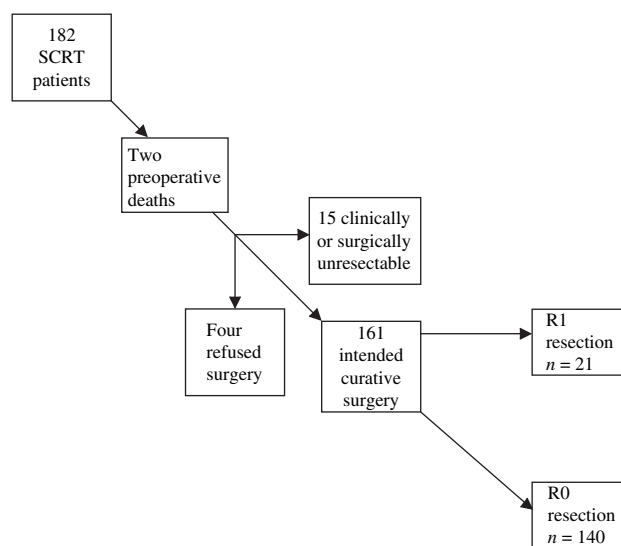 182
SCRT
patients
Two
preoperative
deaths
15 clinically
or surgically
unresectable
Four
refused
surgery
161
intended
curative
surgery
R1
resection
n = 21
R0
resection
n = 140